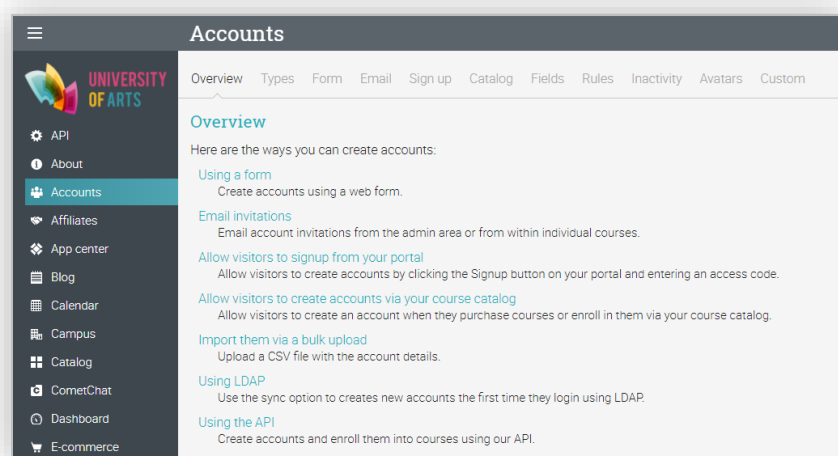 Accounts
UNIVERSITY
OF ARTS
API
About
Accounts
Affiliates
App center
Blog
Calendar
Campus
Catalog
CometChat
Dashboard
E-commerce
Overview Types Form Email Sign up Catalog Fields Rules Inactivity Avatars Custom
Overview
Here are the ways you can create accounts:
Using a form
Create accounts using a web form.
Email invitations
Email account invitations from the admin area or from within individual courses.
Allow visitors to signup from your portal
Allow visitors to create accounts by clicking the Signup button on your portal and entering an access code.
Allow visitors to create accounts via your course catalog
Allow visitors to create an account when they purchase courses or enroll in them via your course catalog.
Import them via a bulk upload
Upload a CSV file with the account details.
Using LDAP
Use the sync option to creates new accounts the first time they login using LDAP.
Using the API
Create accounts and enroll them into courses using our API.